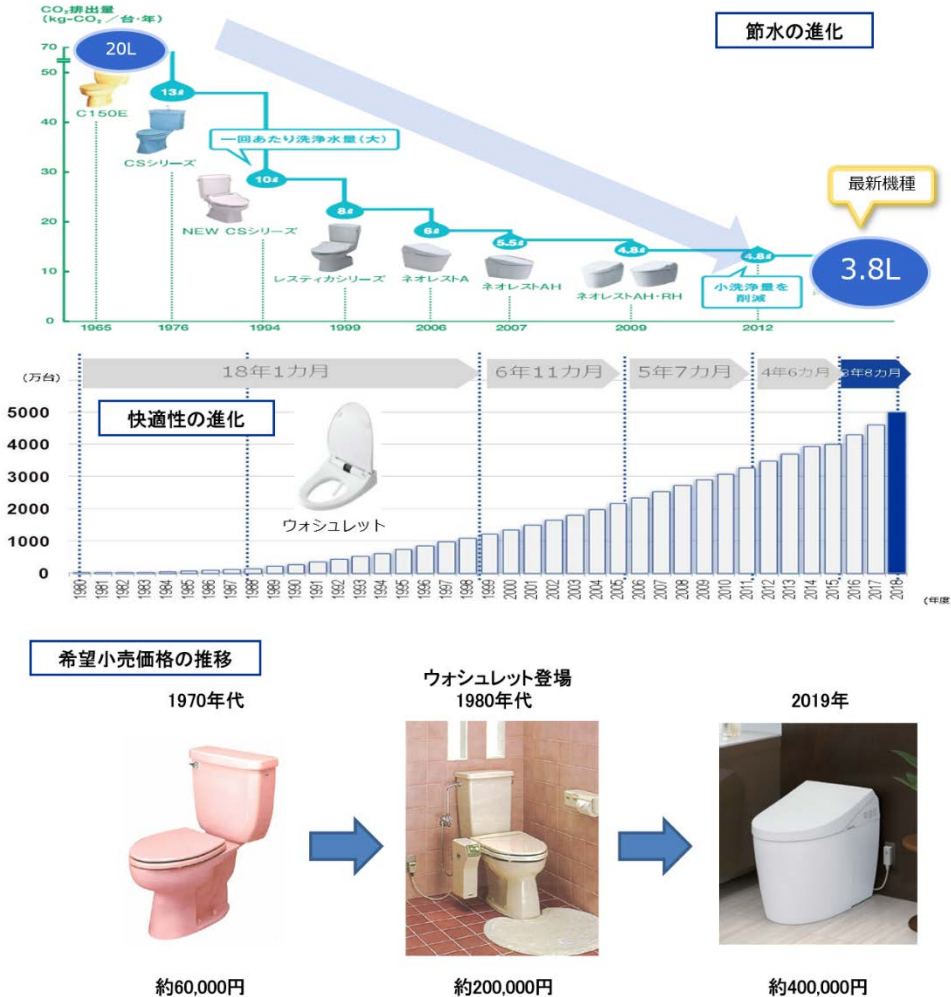 CO₂排出量
(kg-CO₂／台・年)
節水の進化
70
20L
50
C150E
13ℓ
40
CSシリーズ
一回あたり洗浄水量(大)
最新機種
30
10ℓ
NEW CSシリーズ
8ℓ
20
レスティカシリーズ
6ℓ
ネオレストA
5.5ℓ
ネオレストAH
4.8ℓ
ネオレストAH・RH
4.8ℓ
小洗浄量を
削減
3.8L
10
0
1965
1976
1994
1999
2006
2007
2009
2012
(万台)
18年1カ月
6年11カ月
5年7カ月
4年6カ月
3年8カ月
快適性の進化
5000
4000
3000
2000
1000
0
ウォシュレット
1980
1981
1982
1983
1984
1985
1986
1987
1988
1989
1990
1991
1992
1993
1994
1995
1996
1997
1998
1999
2000
2001
2002
2003
2004
2005
2006
2007
2008
2009
2010
2011
2012
2013
2014
2015
2016
2017
2018
(年度
希望小売価格の推移
1970年代
ウォシュレット登場
1980年代
2019年
約60,000円
約200,000円
約400,000円